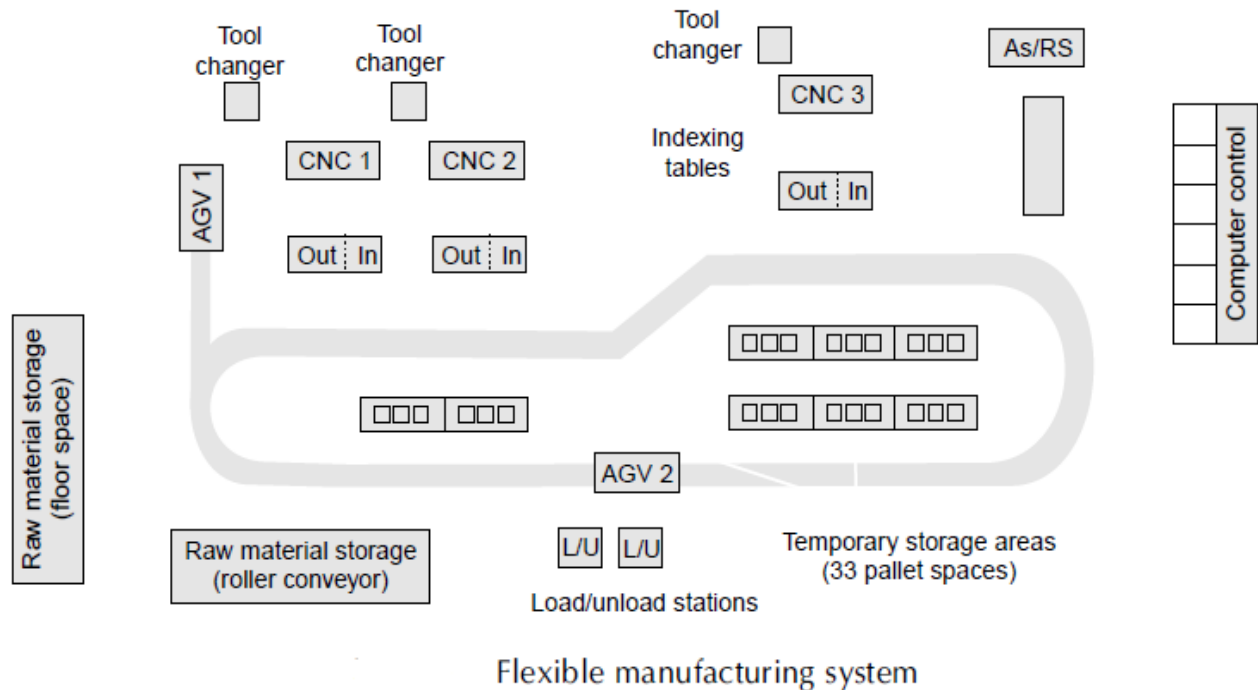 Tool
changer
Tool
changer
Tool
changer
As/RS
CNC 3
CNC 1
CNC 2
Indexing
tables
AGV 1
Out In
Out In
Out In
Computer control
Raw material storage
(floor space)
AGV 2
Raw material storage
(roller conveyor)
L/U
L/U
Load/unload stations
Temporary storage areas
(33 pallet spaces)
Flexible manufacturing system